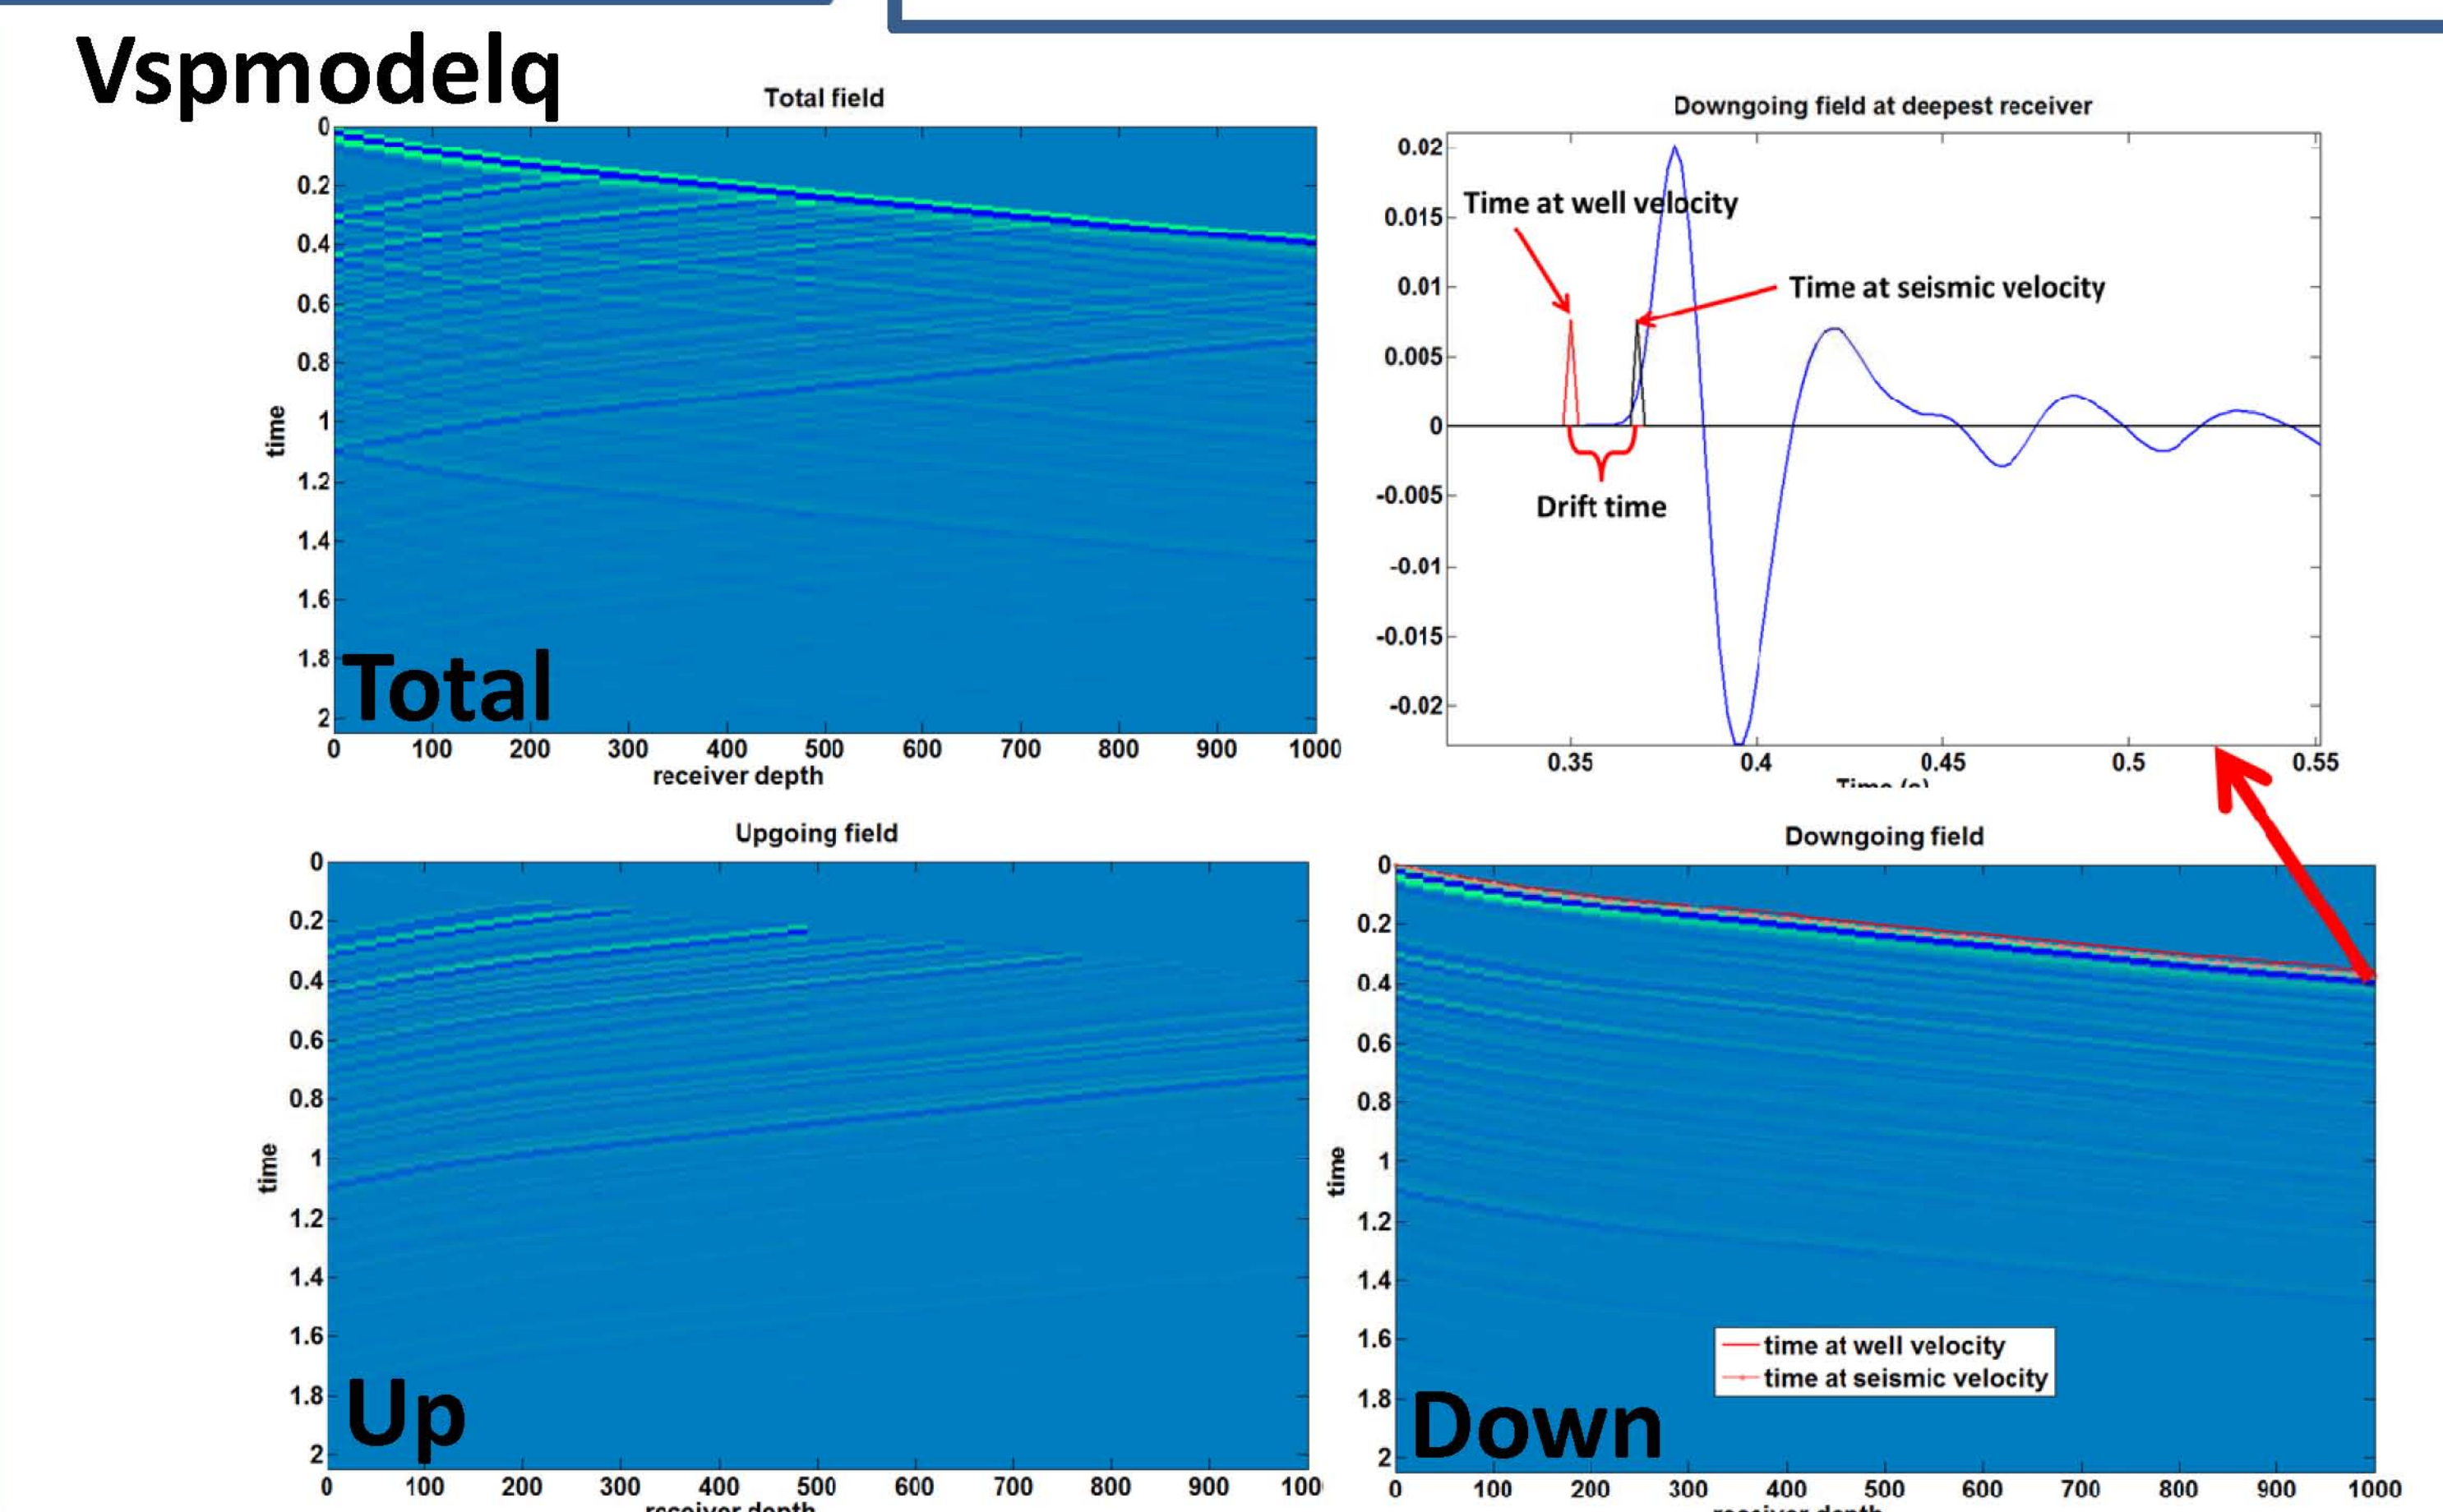 Vspmodelq
Total field
0
0.2
0.4
0.6
0.8
1
1.2
1.4
1.6
1.8
2
time
Total
0 100 200 300 400 500 600 700 800 900 1000
receiver depth
Downgoing field at deepest receiver
0.02
0.015
0.01
0.005
0
-0.005
-0.01
-0.015
-0.02
Time at well velocity
Time at seismic velocity
Drift time
0.35 0.4 0.45 0.5 0.55
Time (s)
Upgoing field
0
0.2
0.4
0.6
0.8
1
1.2
1.4
1.6
1.8
2
time
Up
0 100 200 300 400 500 600 700 800 900 100
receiver depth
Downgoing field
0
0.2
0.4
0.6
0.8
1
1.2
1.4
1.6
1.8
2
time
time at well velocity
time at seismic velocity
Down
0 100 200 300 400 500 600 700 800 900 1000
receiver depth